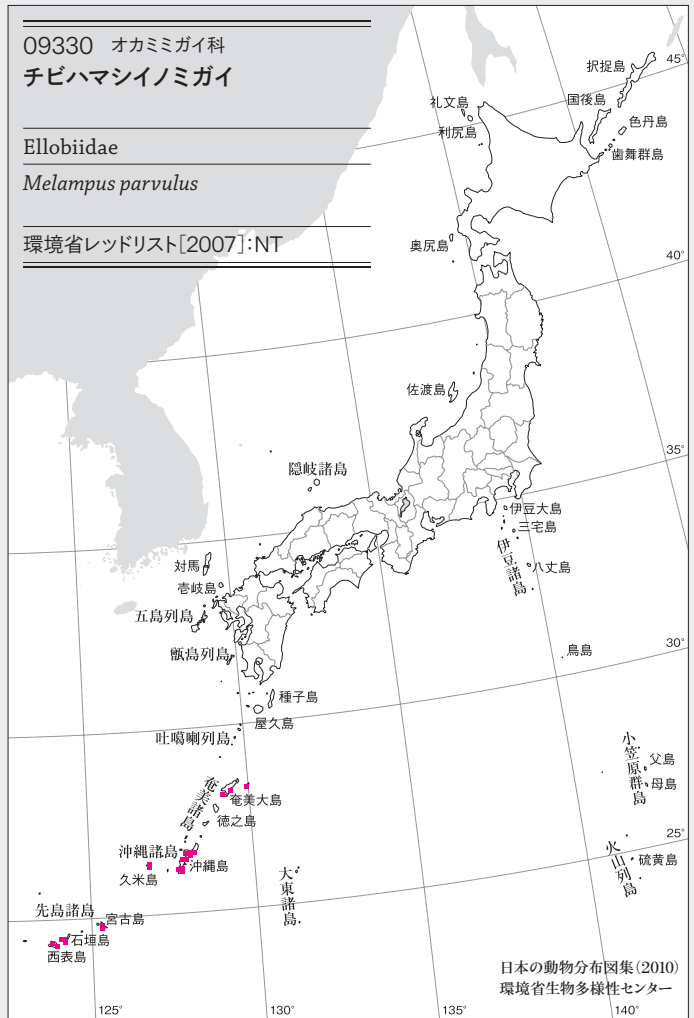 09330 オカミミガイ科
チビハマシイノミガイ
Ellobiidae
Melampus parvulus
環境省レッドリスト[2007]:NT
45°
択捉島
礼文島
国後島
利尻島
色丹島
歯舞群島
奥尻島
40°
佐渡島
35°
隠岐諸島
伊豆大島
三宅島
伊豆諸島
八丈島
対馬
壱岐島
五島列島
甑島列島
鳥島
30°
種子島
屋久島
吐噶喇列島
小笠原群島
父島
母島
奄美諸島
奄美大島
徳之島
25°
沖縄諸島
沖縄島
久米島
大東諸島
火山列島
硫黄島
先島諸島
宮古島
石垣島
西表島
日本の動物分布図集(2010)
環境省生物多様性センター
125°
130°
135°
140°